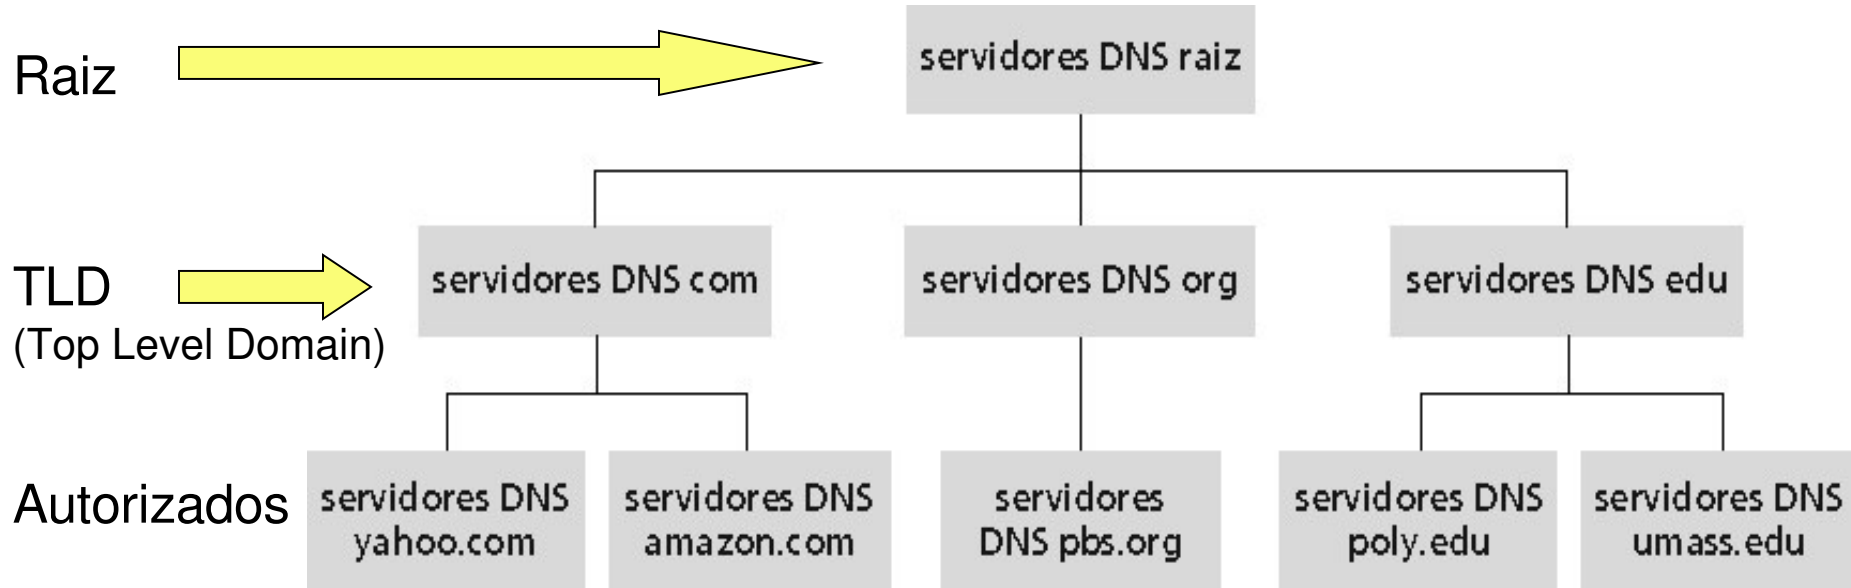 Raiz
servidores DNS raiz
TLD
(Top Level Domain)
servidores DNS com
servidores DNS org
servidores DNS edu
Autorizados
servidores DNS
yahoo.com
servidores DNS
amazon.com
servidores
DNS pbs.org
servidores DNS
poly.edu
servidores DNS
umass.edu